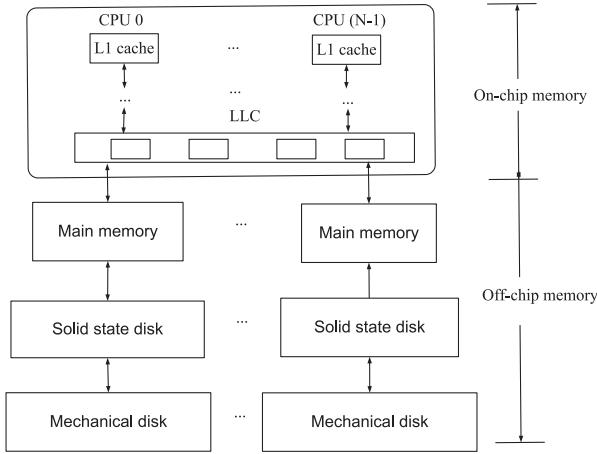 CPU 0 ... CPU (N-1)
L1 cache L1 cache
... ... ...
LLC
On-chip memory
Main memory ... Main memory
Off-chip memory
Solid state disk ... Solid state disk
Mechanical disk ... Mechanical disk